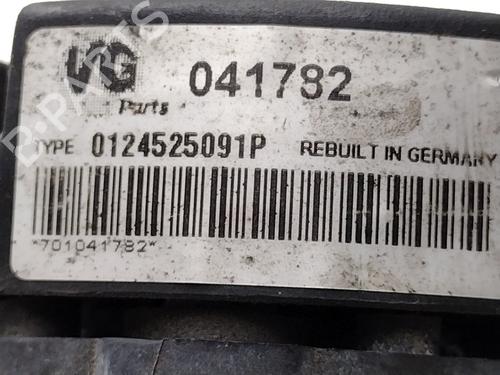 041782
Parts
TYPE 0124525091P REBUILT IN GERMANY
*701041782*
B-PARTS